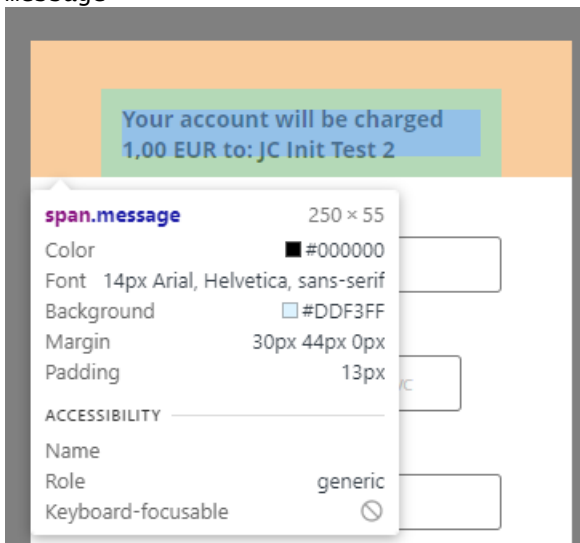 message
Your account will be charged
1,00 EUR to: JC Init Test 2
span.message 250 × 55
Color #000000
Font 14px Arial, Helvetica, sans-serif
Background #DDF3FF
Margin 30px 44px 0px
Padding 13px
ACCESSIBILITY
Name
Role generic
Keyboard-focusable